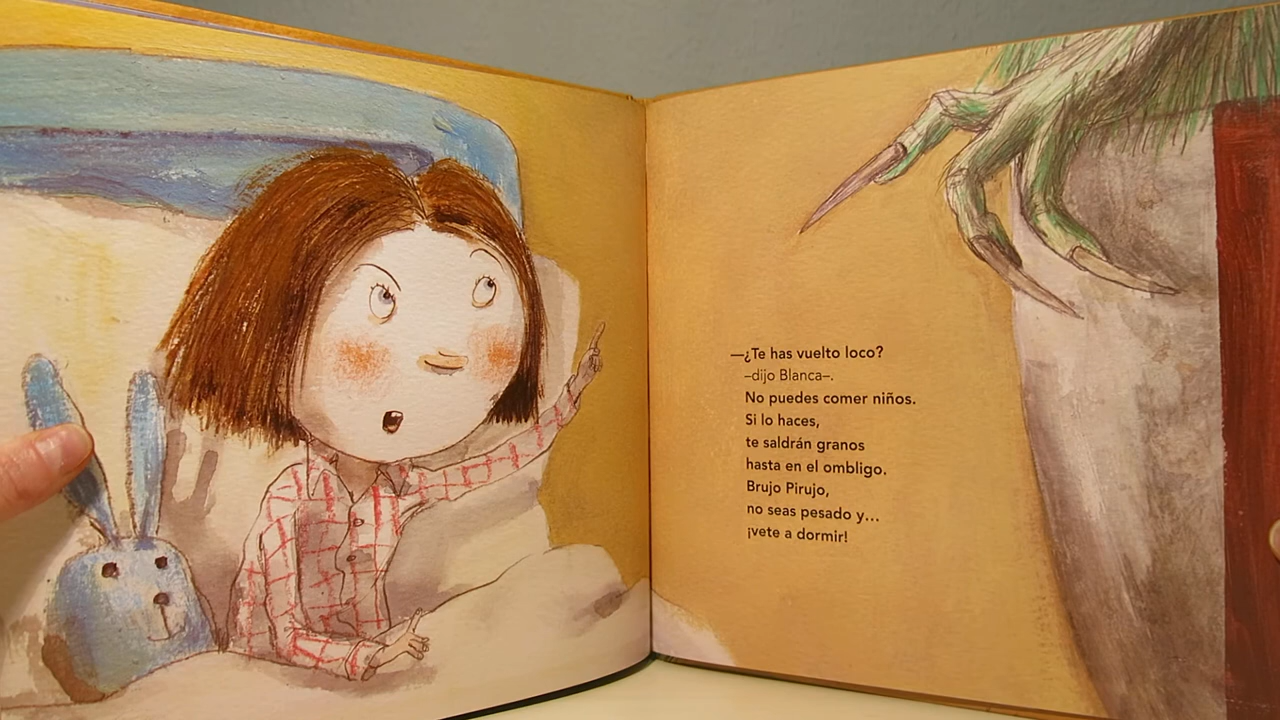 —¿Te has vuelto loco?
–dijo Blanca–.
No puedes comer niños.
Si lo haces,
te saldrán granos
hasta en el ombligo.
Brujo Pirujo,
no seas pesado y...
¡vete a dormir!